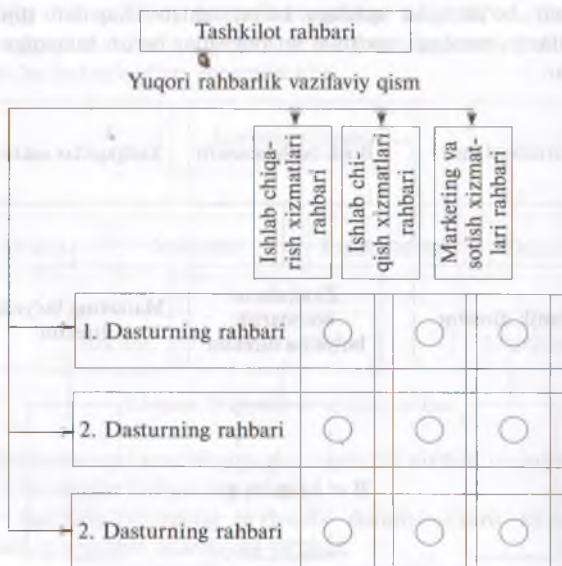 Tashkilot rahbari
Yuqori rahbarlik vazifaviy qism
Ishlab chiqa-
rish xizmatlari
rahbari
Ishlab chi-
qish xizmatlari
rahbari
Marketing va
sotish xizmat-
lari rahbari
1. Dasturning rahbari
2. Dasturning rahbari
2. Dasturning rahbari